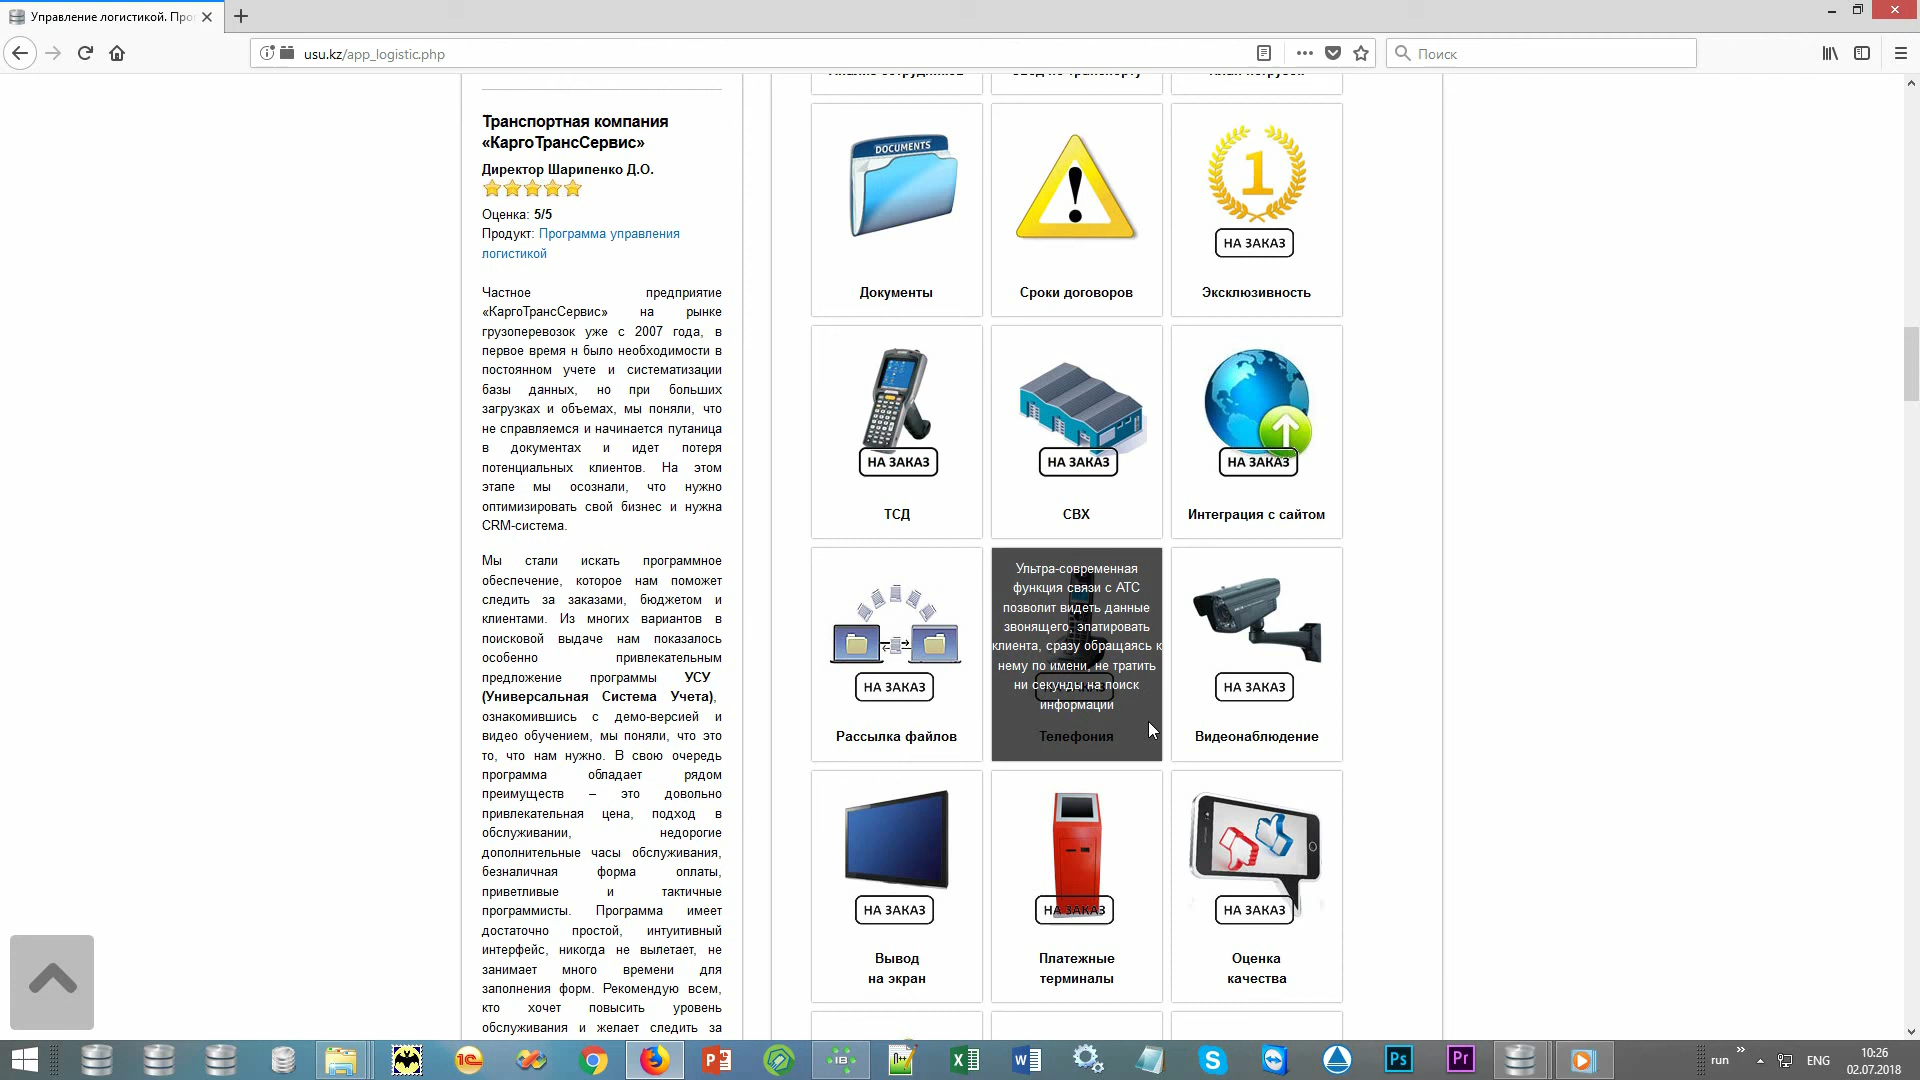 Управление логистикой. Про
usu.kz/app_logistic.php
Поиск
Транспортная компания
«КаргоТрансСервис»
Директор Шарипенко Д.О.
Оценка: 5/5
Продукт: Программа управления
логистикой
Частное предприятие
«КаргоТрансСервис» на рынке
грузоперевозок уже с 2007 года, в
первое время н было необходимости в
постоянном учете и систематизации
базы данных, но при больших
загрузках и объемах, мы поняли, что
не справляемся и начинается путаница
в документах и идет потеря
потенциальных клиентов. На этом
этапе мы осознали, что нужно
оптимизировать свой бизнес и нужна
CRM-система.
Мы стали искать программное
обеспечение, которое нам поможет
следить за заказами, бюджетом и
клиентами. Из многих вариантов в
поисковой выдаче нам показалось
особенно привлекательным
предложение программы УСУ
(Универсальная Система Учета),
ознакомившись с демо-версией и
видео обучением, мы поняли, что это
то, что нам нужно. В свою очередь
программа обладает рядом
преимуществ – это довольно
привлекательная цена, подход в
обслуживании, недорогие
дополнительные часы обслуживания,
безналичная форма оплаты,
приветливые и тактичные
программисты. Программа имеет
достаточно простой, интуитивный
интерфейс, никогда не вылетает, не
занимает много времени для
заполнения форм. Рекомендую всем,
кто хочет повысить уровень
обслуживания и желает следить за
DOCUMENTS
Документы
Сроки договоров
1
НА ЗАКАЗ
Эксклюзивность
НА ЗАКАЗ
ТСД
НА ЗАКАЗ
СВХ
НА ЗАКАЗ
Интеграция с сайтом
НА ЗАКАЗ
Рассылка файлов
Ультра-современная
функция связи с АТС
позволит видеть данные
звонящего, эпатировать
клиента, сразу обращаясь к
нему по имени, не тратить
ни секунды на поиск
информации
Телефония
НА ЗАКАЗ
Видеонаблюдение
НА ЗАКАЗ
Вывод
на экран
НА ЗАКАЗ
Платежные
терминалы
НА ЗАКАЗ
Оценка
качества
run
ENG
10:26
02.07.2018